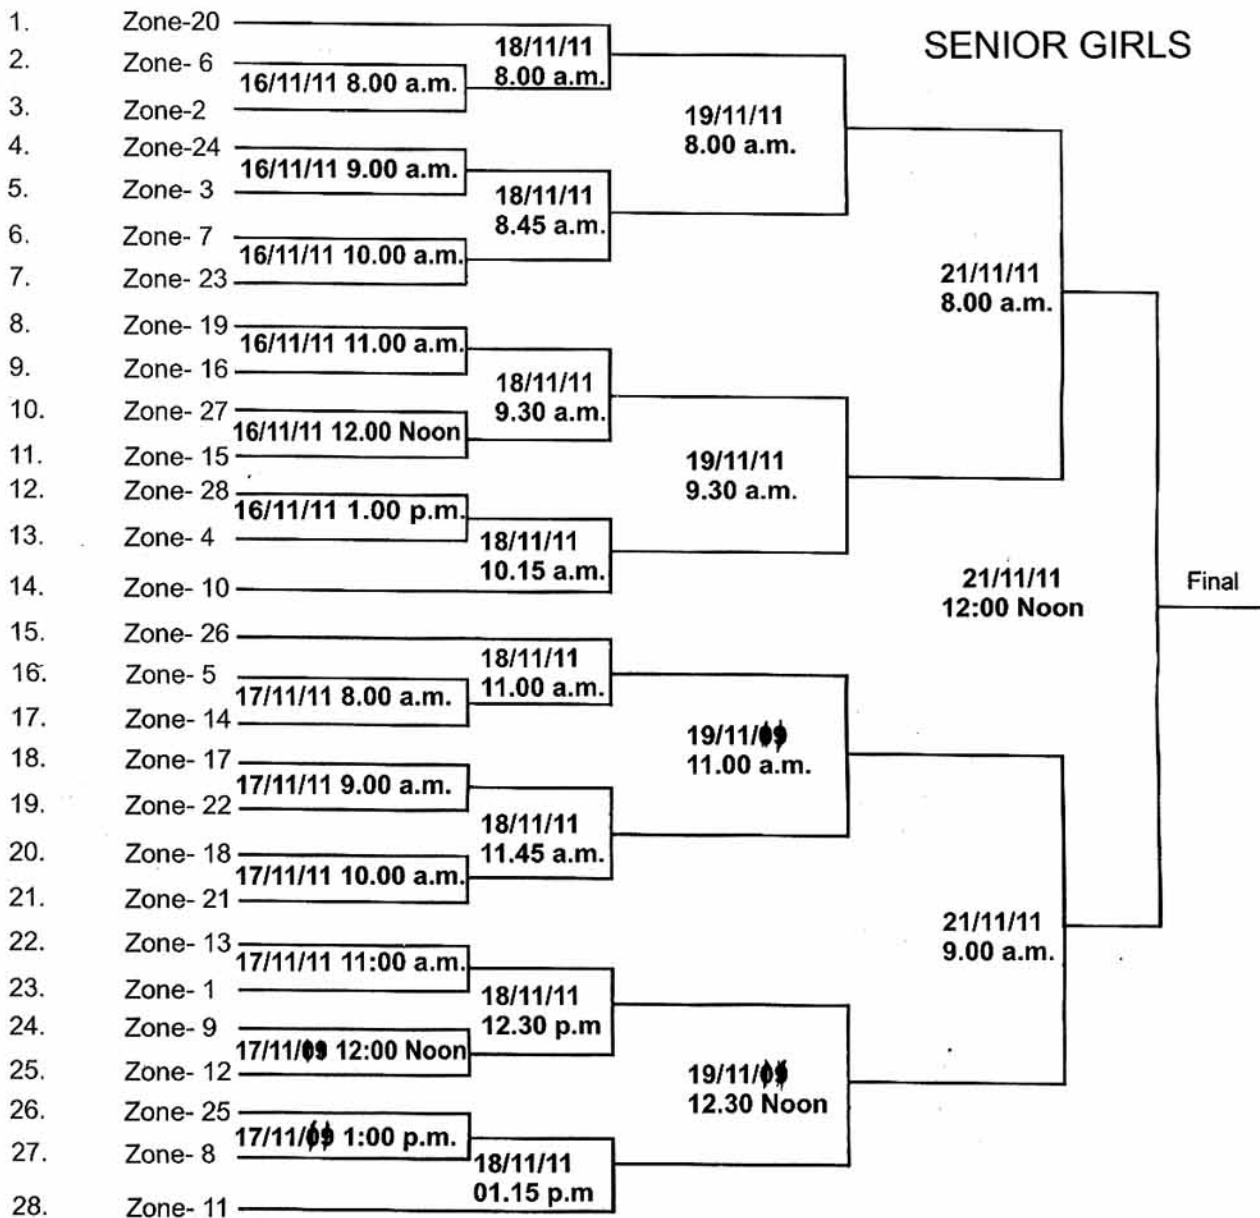 SENIOR GIRLS
1. Zone-20
2. Zone- 6
3. Zone-2
4. Zone-24
5. Zone- 3
6. Zone- 7
7. Zone- 23
8. Zone- 19
9. Zone- 16
10. Zone- 27
11. Zone- 15
12. Zone- 28
13. Zone- 4
14. Zone- 10
15. Zone- 26
16. Zone- 5
17. Zone- 14
18. Zone- 17
19. Zone- 22
20. Zone- 18
21. Zone- 21
22. Zone- 13
23. Zone- 1
24. Zone- 9
25. Zone- 12
26. Zone- 25
27. Zone- 8
28. Zone- 11
16/11/11 8.00 a.m.
16/11/11 9.00 a.m.
16/11/11 10.00 a.m.
16/11/11 11.00 a.m.
16/11/11 12.00 Noon
16/11/11 1.00 p.m.
17/11/11 8.00 a.m.
17/11/11 9.00 a.m.
17/11/11 10.00 a.m.
17/11/11 11:00 a.m.
17/11/ 12:00 Noon
17/11/ 1:00 p.m.
18/11/11
8.00 a.m.
18/11/11
8.45 a.m.
18/11/11
9.30 a.m.
18/11/11
10.15 a.m.
18/11/11
11.00 a.m.
18/11/11
11.45 a.m.
18/11/11
12.30 p.m
18/11/11
01.15 p.m
19/11/11
8.00 a.m.
19/11/11
9.30 a.m.
19/11/
11.00 a.m.
19/11/
12.30 Noon
21/11/11
8.00 a.m.
21/11/11
9.00 a.m.
21/11/11
12:00 Noon
Final